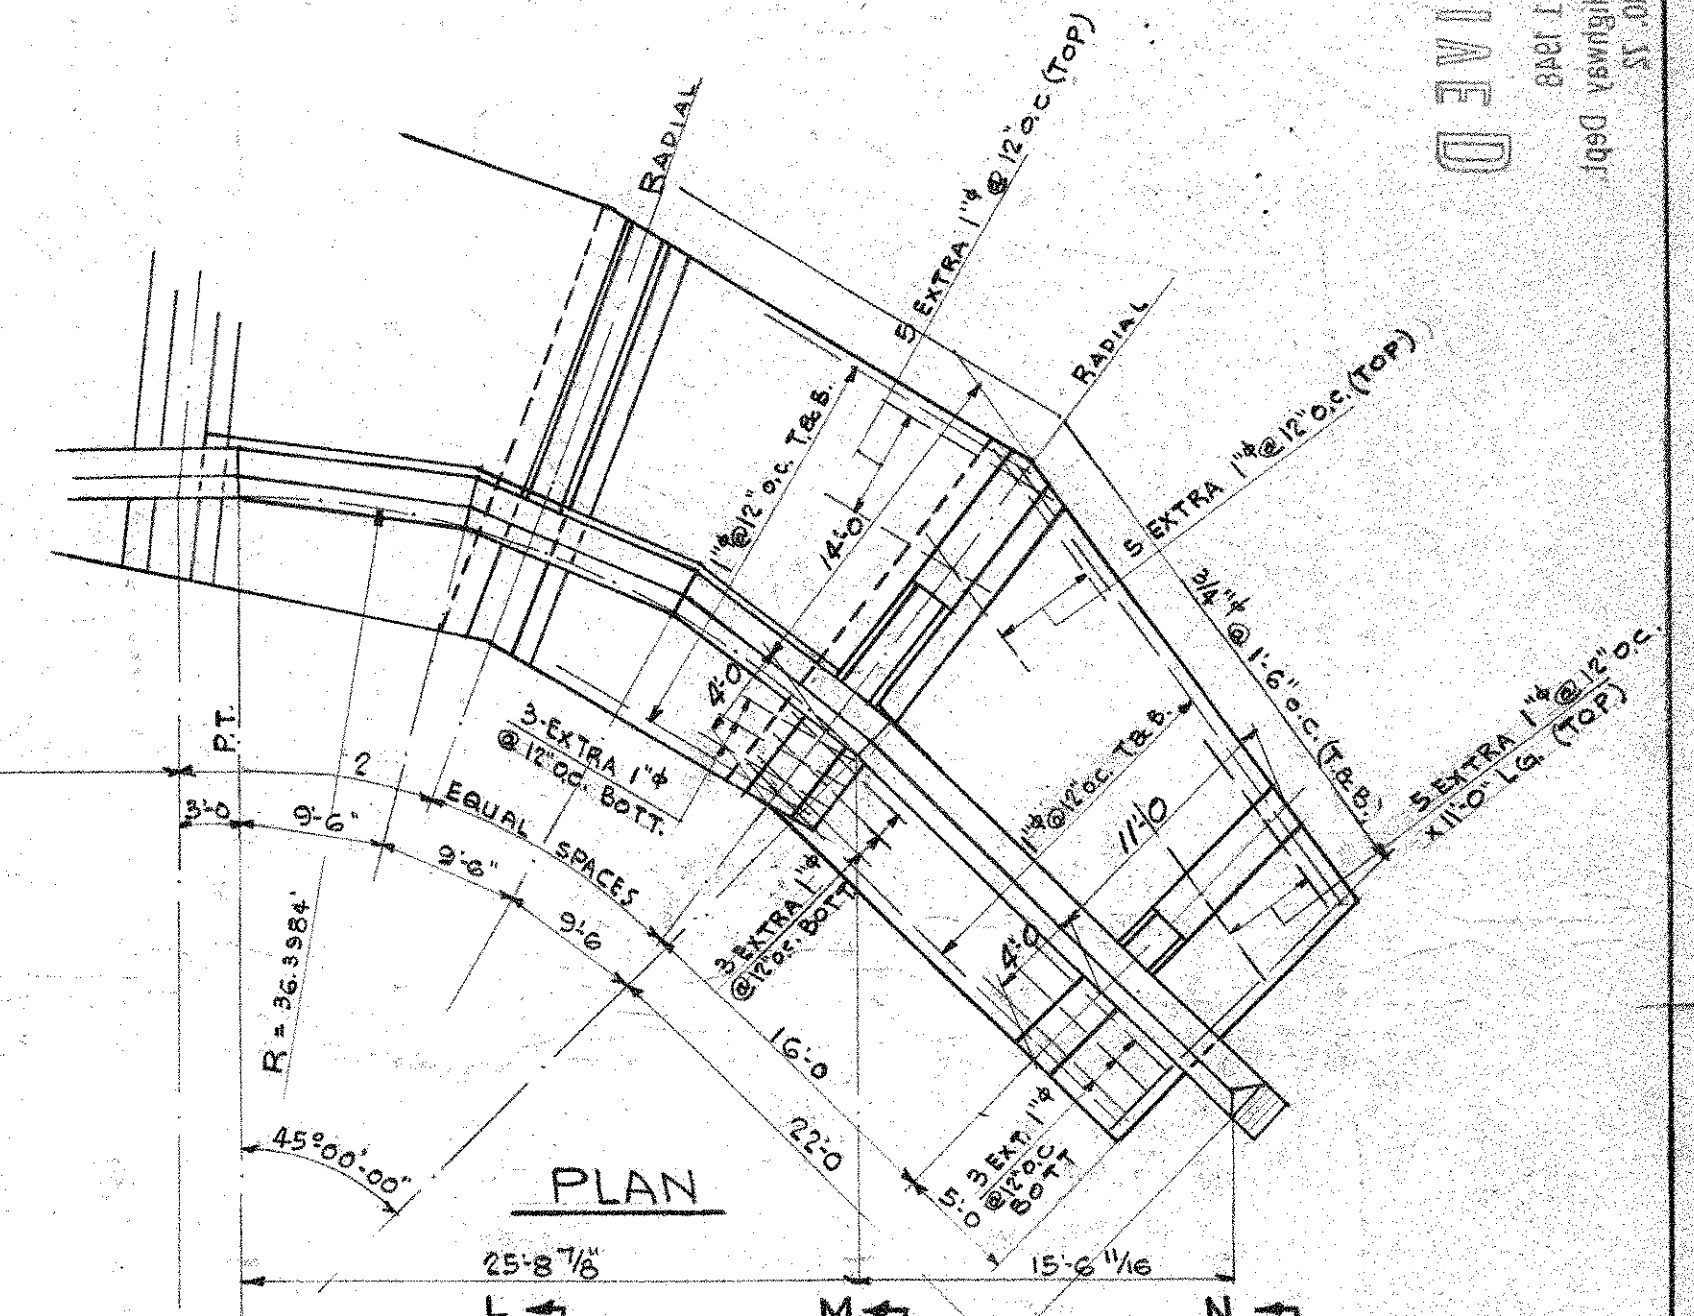 RADIAL
5 EXTRA 1"ϕ @ 12" O.C. (TOP)
RADIAL
5 EXTRA 1"ϕ @ 12" O.C. (TOP)
1"ϕ @ 12" O.C. T.& B.
14'-0
3/4"ϕ @ 1'-6" O.C. (T.& B.)
5 EXTRA 1"ϕ @ 12" O.C.
x 11'-0" LG. (TOP)
1"ϕ @ 12" O.C. T.& B.
11'-0
4'-0
3-EXTRA 1"ϕ
@ 12" O.C. BOTT.
P.T.
2 EQUAL SPACES
3'-0
9'-6"
9'-6"
9'-6
3 EXTRA 1"ϕ
@ 12" O.C. BOTT.
4'-0
R = 36.3984'
16'-0
22'-0
45°-00'-00"
3 EXT. 1"ϕ
@ 12" O.C.
BOTT
5'-0
PLAN
25'-8 7/8"
15'-6 11/16
L
M
N
Highway Dept.
1948